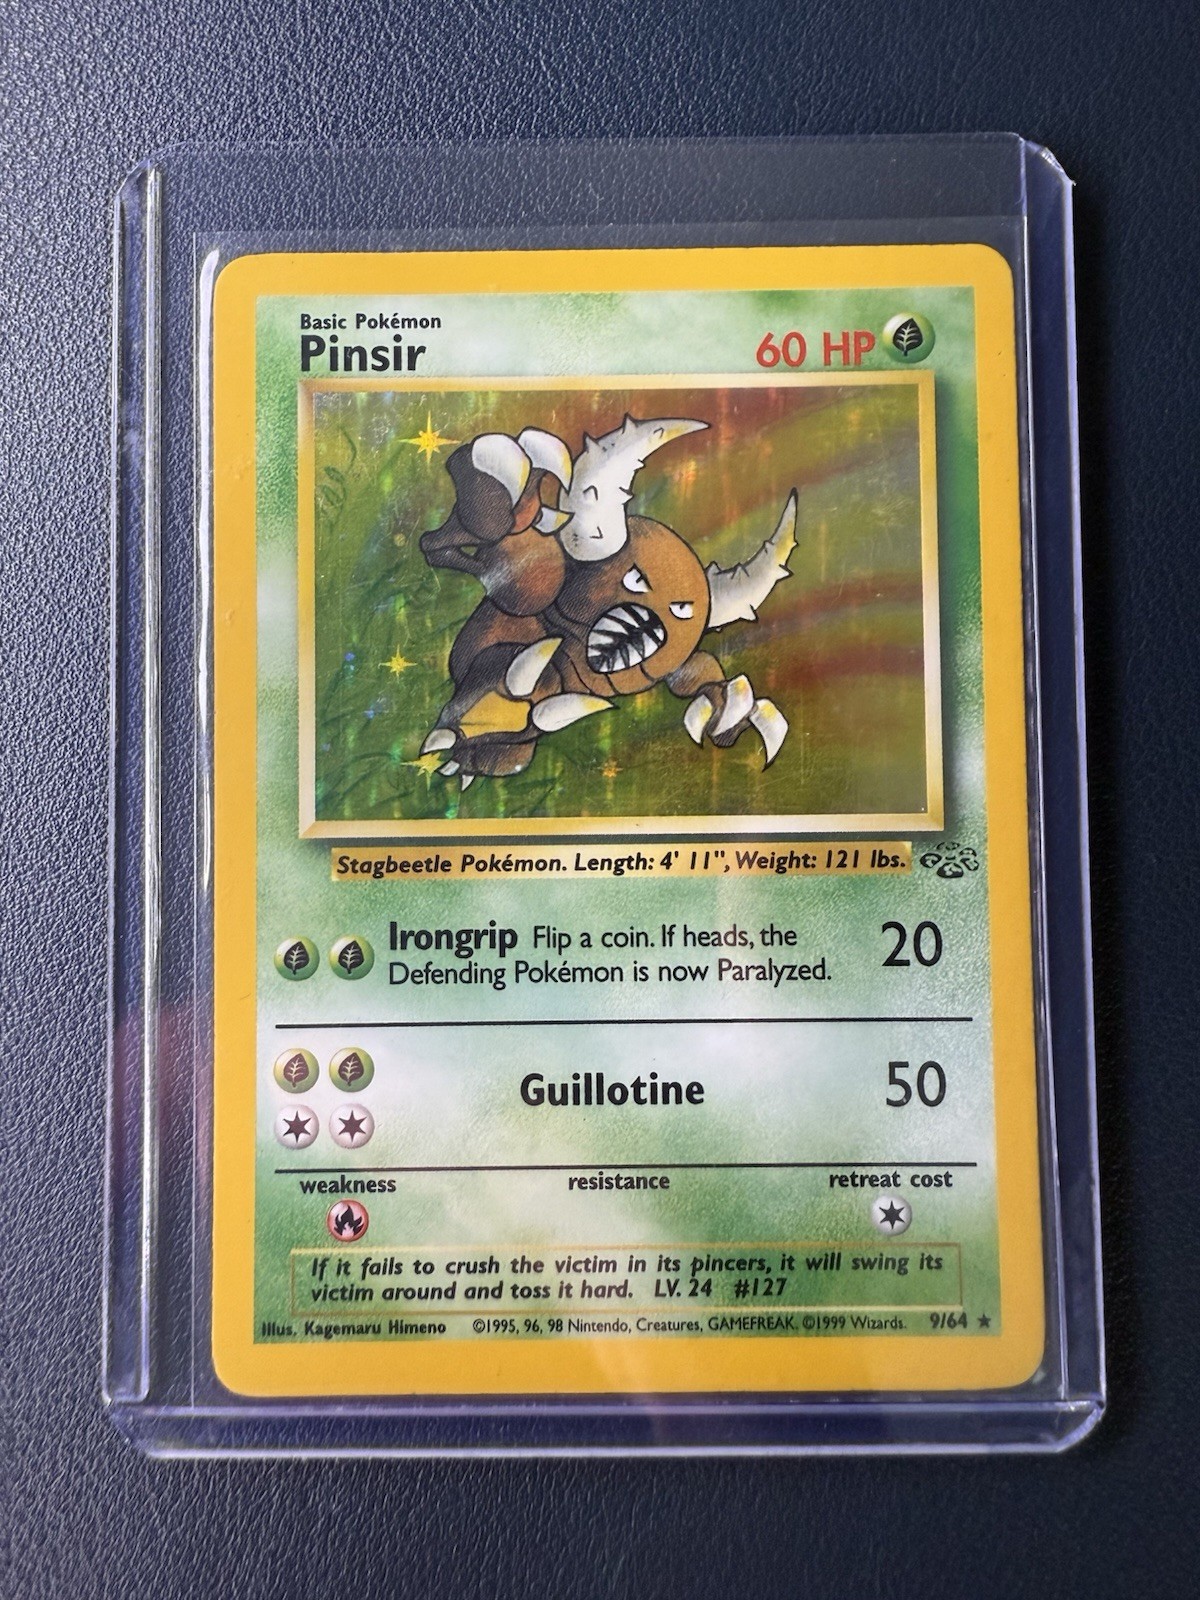 Basic Pokémon
Pinsir
60 HP
Stagbeetle Pokémon. Length: 4' 11", Weight: 121 lbs.
Irongrip Flip a coin. If heads, the
Defending Pokémon is now Paralyzed.
20
Guillotine
50
weakness resistance retreat cost
If it fails to crush the victim in its pincers, it will swing its
victim around and toss it hard. LV. 24 #127
Illus. Kagemaru Himeno ©1995, 96, 98 Nintendo, Creatures, GAMEFREAK. ©1999 Wizards. 9/64 ★